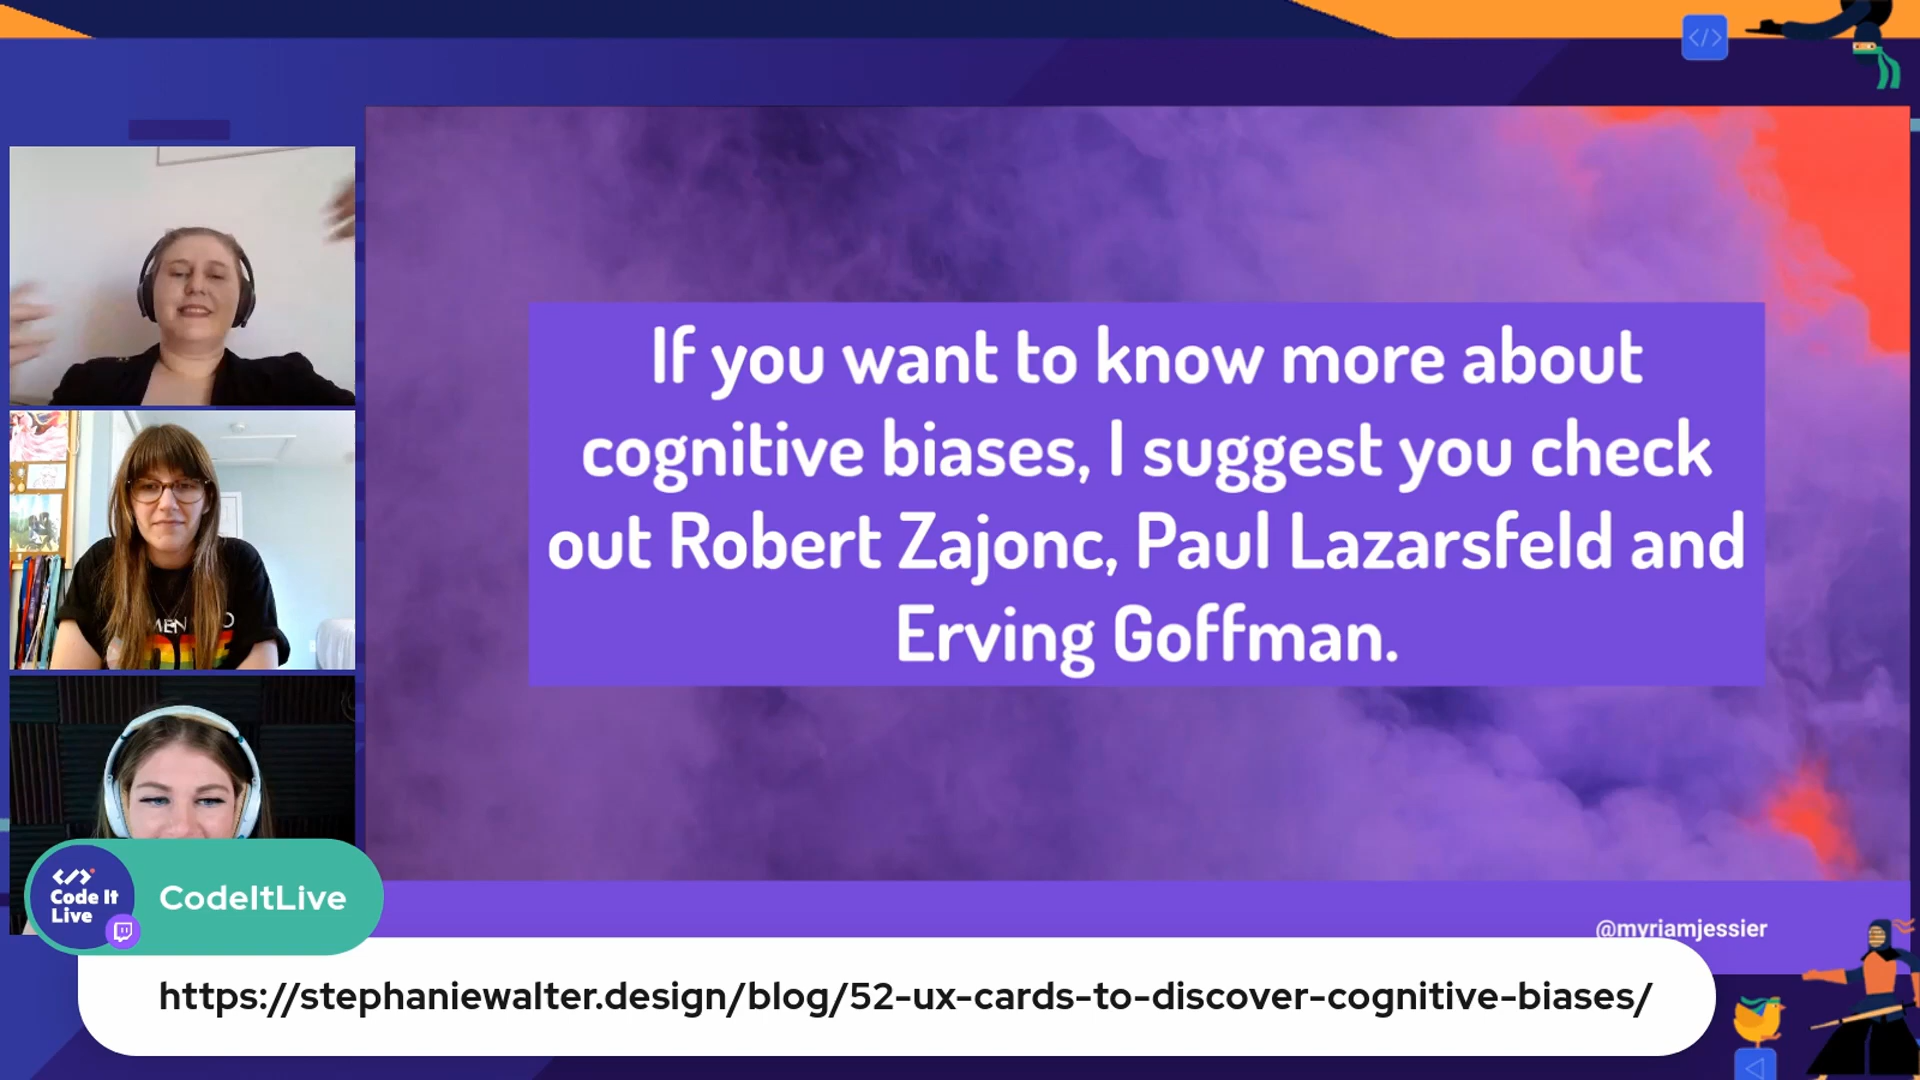 </>
If you want to know more about
cognitive biases, I suggest you check
out Robert Zajonc, Paul Lazarsfeld and
Erving Goffman.
</>
Code It
Live
CodeItLive
@myriamjessier
https://stephaniewalter.design/blog/52-ux-cards-to-discover-cognitive-biases/